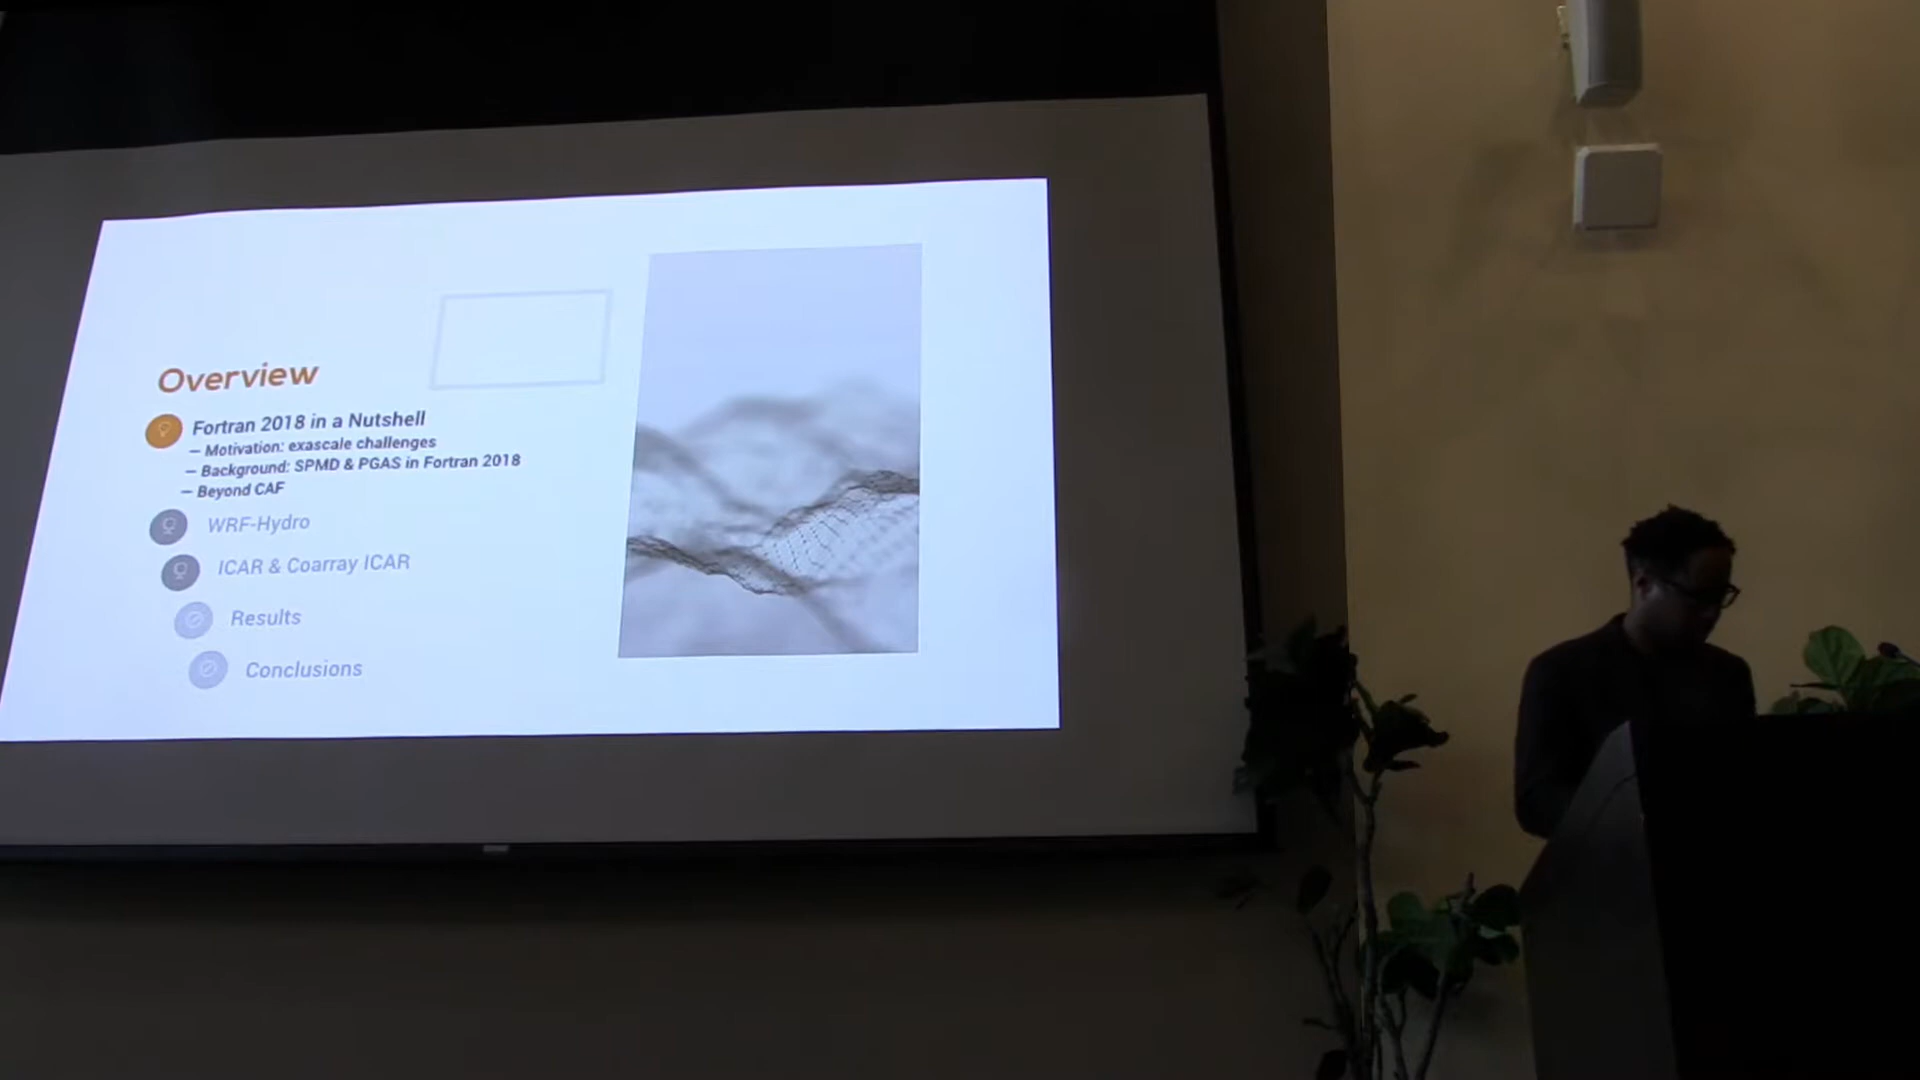 Overview
Fortran 2018 in a Nutshell
– Motivation: exascale challenges
– Background: SPMD & PGAS in Fortran 2018
– Beyond CAF
WRF-Hydro
ICAR & Coarray ICAR
Results
Conclusions